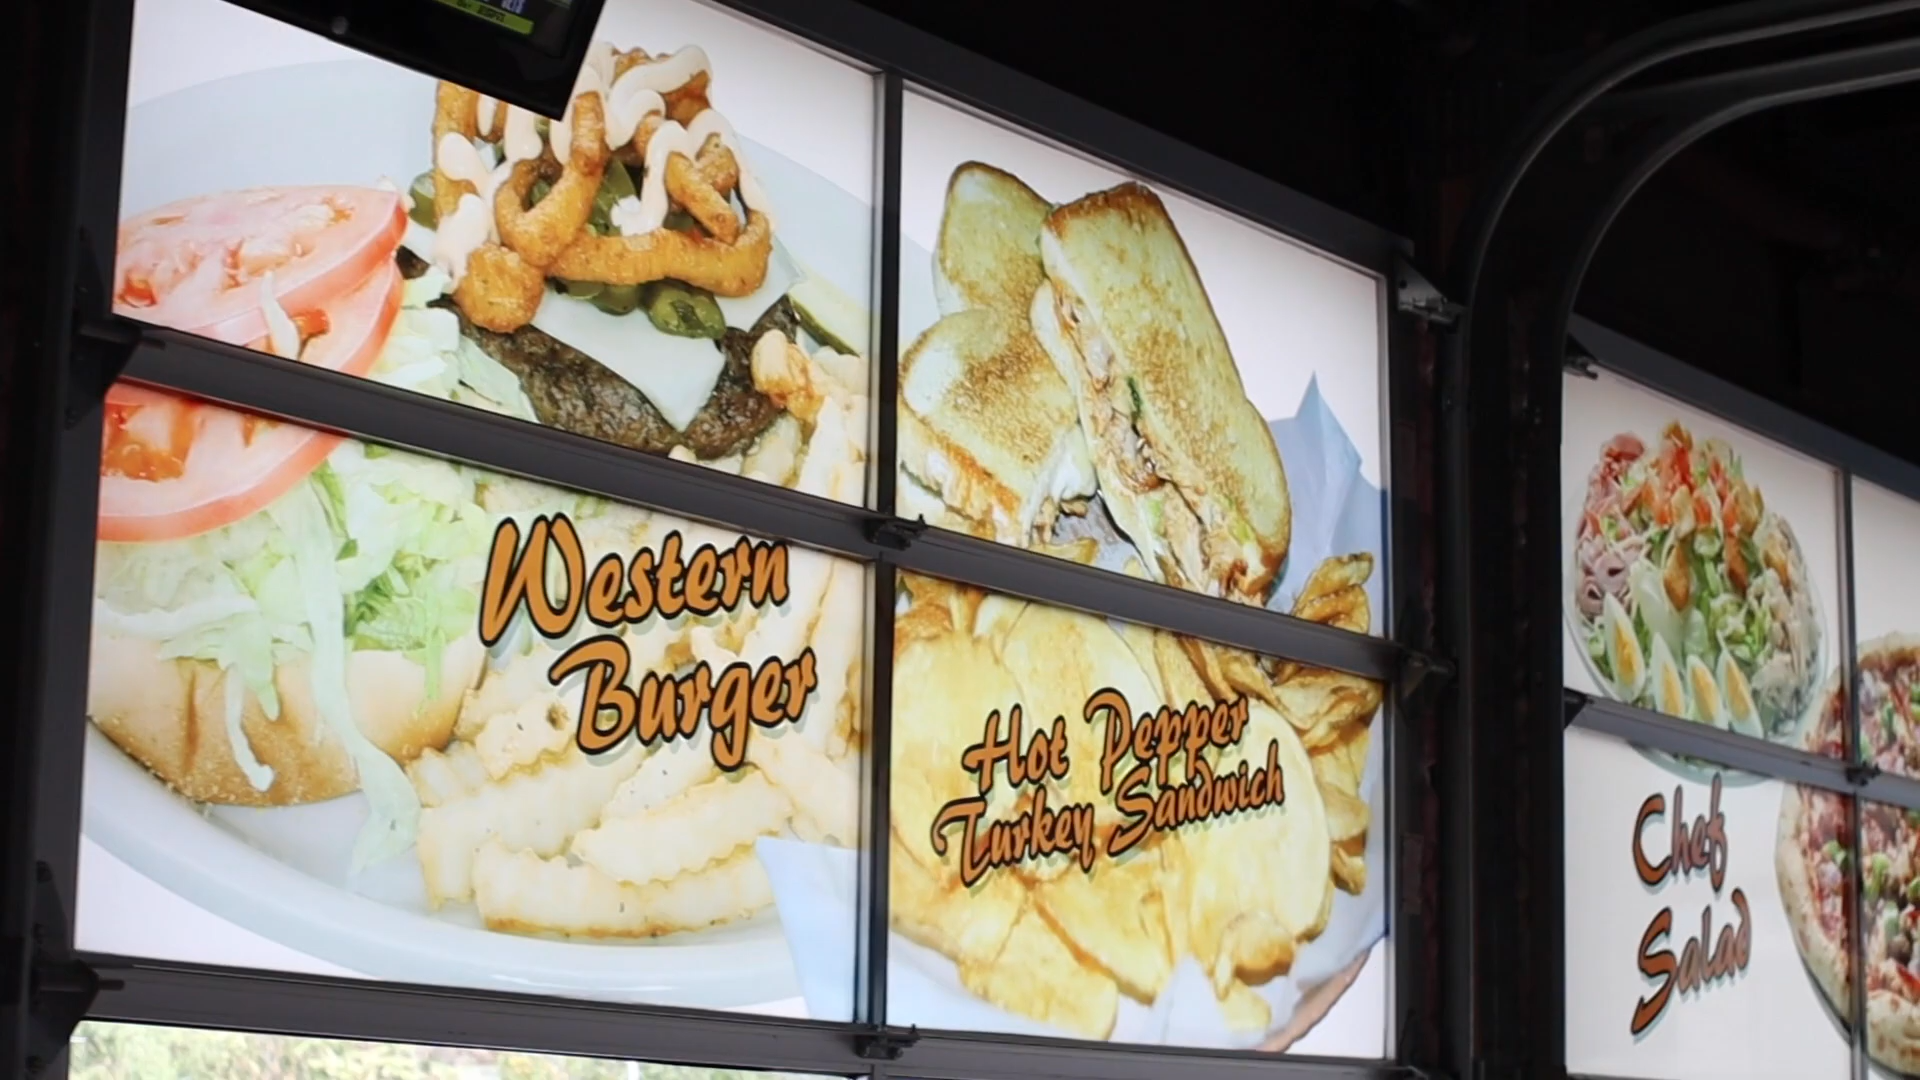 Western
Burger
Hot Pepper
Turkey Sandwich
Chef
Salad